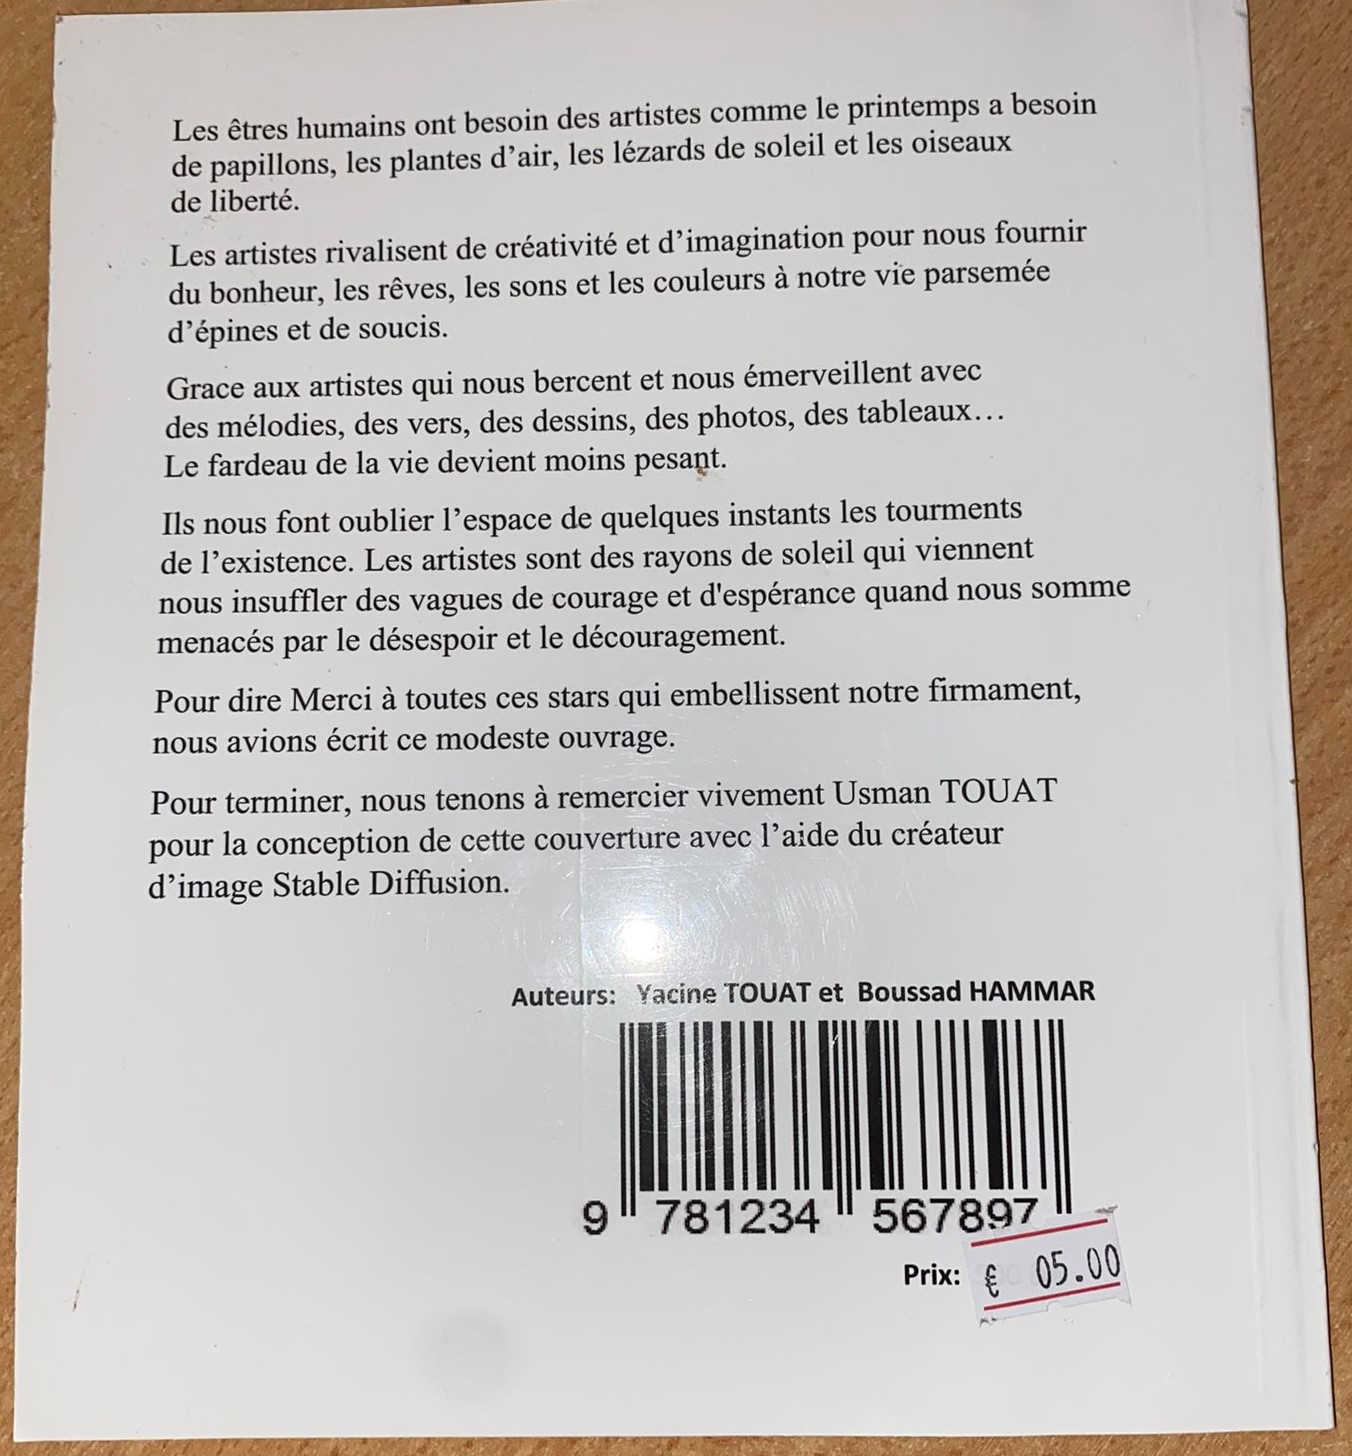 Les êtres humains ont besoin des artistes comme le printemps a besoin
de papillons, les plantes d’air, les lézards de soleil et les oiseaux
de liberté.
Les artistes rivalisent de créativité et d’imagination pour nous fournir
du bonheur, les rêves, les sons et les couleurs à notre vie parsemée
d’épines et de soucis.
Grace aux artistes qui nous bercent et nous émerveillent avec
des mélodies, des vers, des dessins, des photos, des tableaux…
Le fardeau de la vie devient moins pesant.
Ils nous font oublier l’espace de quelques instants les tourments
de l’existence. Les artistes sont des rayons de soleil qui viennent
nous insuffler des vagues de courage et d'espérance quand nous somme
menacés par le désespoir et le découragement.
Pour dire Merci à toutes ces stars qui embellissent notre firmament,
nous avions écrit ce modeste ouvrage.
Pour terminer, nous tenons à remercier vivement Usman TOUAT
pour la conception de cette couverture avec l’aide du créateur
d’image Stable Diffusion.
Auteurs: Yacine TOUAT et Boussad HAMMAR
9 781234 567897
Prix: € 05.00